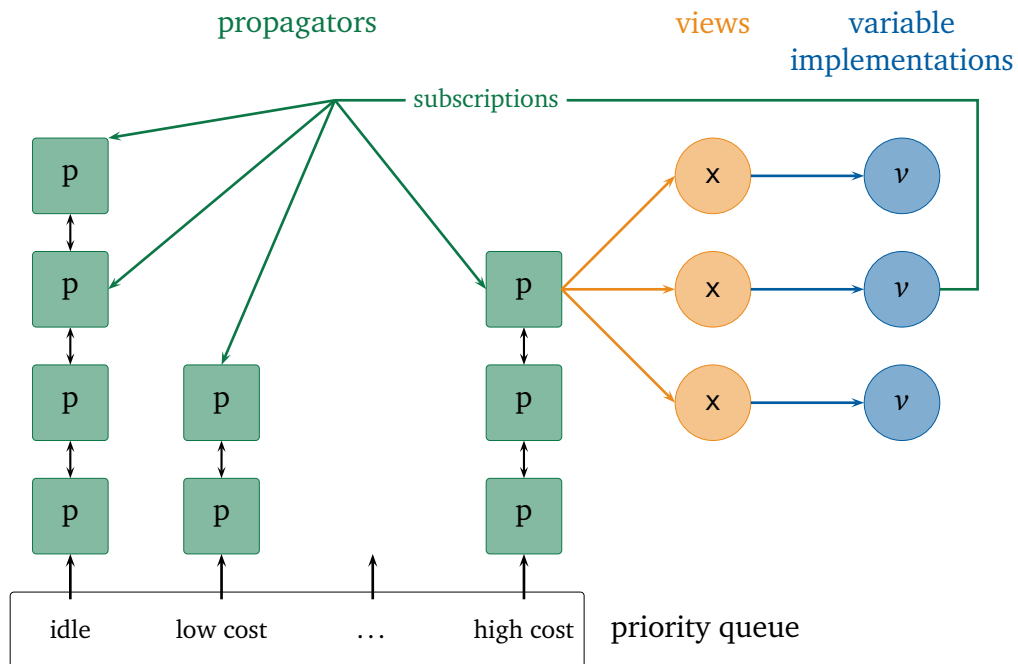 propagators
views
variable
implementations
subscriptions
p
x
v
p
p
x
v
p
p
p
x
v
p
p
p
idle
low cost
...
high cost
priority queue